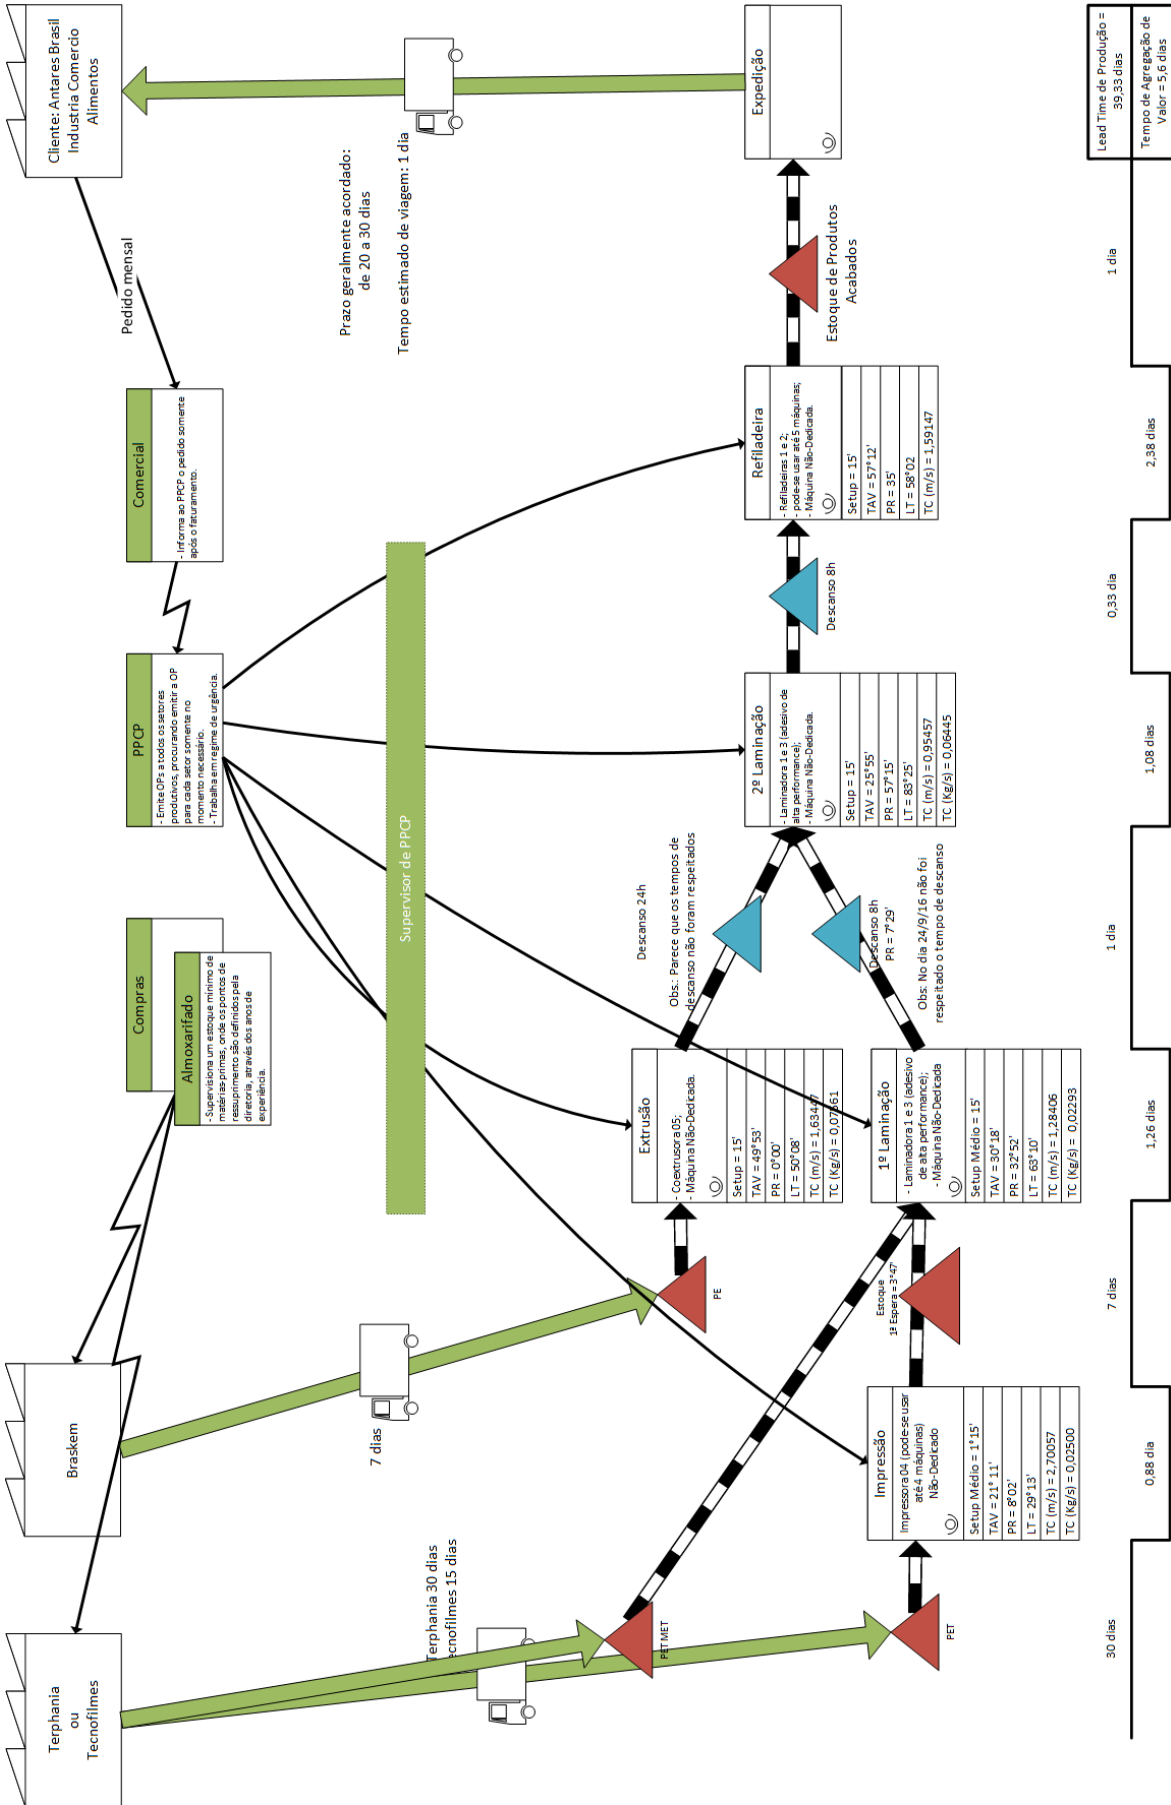 Terphania
ou
Tecnofilmes
Braskem
Compras
Almoxarifado
- Supervisiona um estoque mínimo de
matérias-primas, onde os pontos de
ressuprimento são definidos pela
diretoria, através dos anos de
experiência.
PPCP
- Emite OPs a todos os setores
produtivos, procurando emitir a OP
para cada setor somente no
momento necessário.
- Trabalha em regime de urgência.
Comercial
- Informa ao PPCP o pedido somente
após o faturamento.
Pedido mensal
Cliente: Antares Brasil
Industria Comercio
Alimentos
Prazo geralmente acordado:
de 20 a 30 dias
Tempo estimado de viagem: 1 dia
Supervisor de PPCP
7 dias
Terphania 30 dias
ecnofilmes 15 dias
PET MET
PET
PE
Impressão
Impressora 04 (pode-se usar
até 4 máquinas)
Não-Dedicado
Setup Médio = 1°15'
TAV = 21° 11'
PR = 8°02'
LT = 29°13'
TC (m/s) = 2,70057
TC (Kg/s) = 0,02500
Estoque
1ª Espera = 3°47'
Extrusão
- Coextrusora 05;
- Máquina Não-Dedicada.
Setup = 15'
TAV = 49°53'
PR = 0°00'
LT = 50°08'
TC (m/s) = 1,63447
TC (Kg/s) = 0,07661
1º Laminação
- Laminadora 1 e 3 (adesivo
de alta performance);
- Máquina Não-Dedicada
Setup Médio = 15'
TAV = 30°18'
PR = 32°52'
LT = 63°10'
TC (m/s) = 1,28406
TC (Kg/s) = 0,02293
Descanso 24h
Obs.: Parece que os tempos de
descanso não foram respeitados
Descanso 8h
PR = 7°29'
Obs: No dia 24/9/16 não foi
respeitado o tempo de descanso
2º Laminação
- Laminadora 1 e 3 (adesivo de
alta performance);
- Máquina Não-Dedicada.
Setup = 15'
TAV = 25°55'
PR = 57°15'
LT = 83°25'
TC (m/s) = 0,95457
TC (Kg/s) = 0,06445
Descanso 8h
Refiladeira
- Refiladeiras 1 e 2;
- pode-se usar até 5 máquinas;
- Máquina Não-Dedicada.
Setup = 15'
TAV = 57°12'
PR = 35'
LT = 58°02
TC (m/s) = 1,59147
Estoque de Produtos
Acabados
Expedição
30 dias
0,88 dia
7 dias
1,26 dias
1 dia
1,08 dias
0,33 dia
2,38 dias
1 dia
Lead Time de Produção =
39,33 dias
Tempo de Agregação de
Valor = 5,6 dias